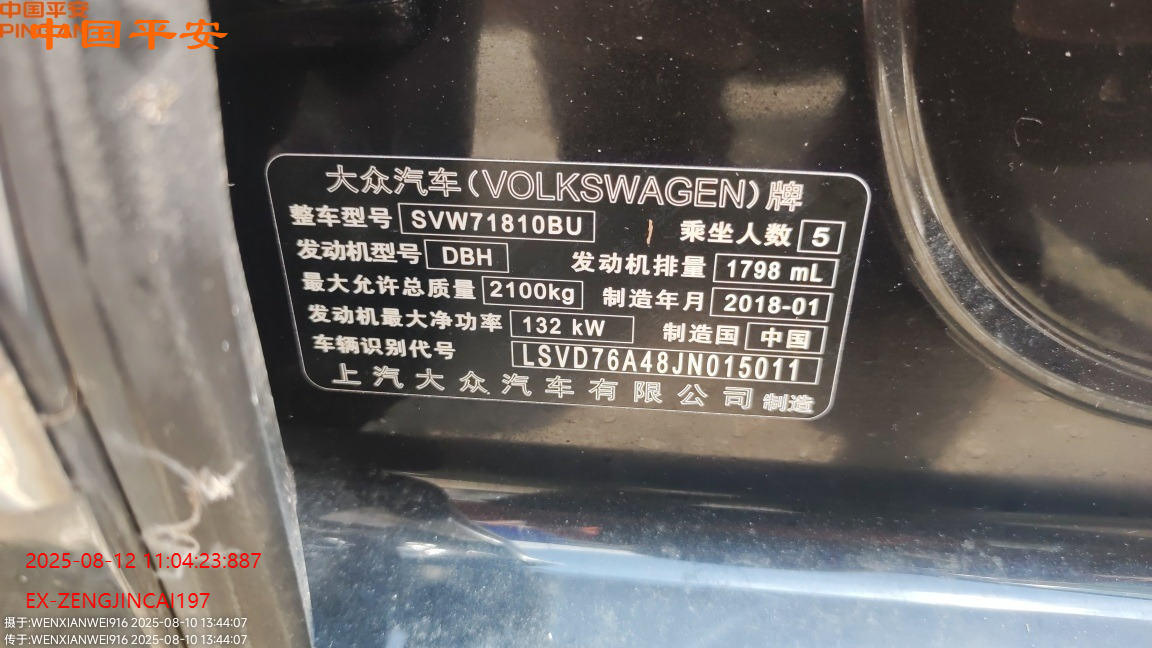 中国平安
PINGAN
中国平安
大众汽车(VOLKSWAGEN)牌
整车型号 SVW71810BU 乘坐人数 5
发动机型号 DBH 发动机排量 1798 mL
最大允许总质量 2100kg 制造年月 2018-01
发动机最大净功率 132 kW 制造国 中国
车辆识别代号 LSVD76A48JN015011
上汽大众汽车有限公司 制造
2025-08-12 11:04:23:887
EX-ZENGJINCAI197
摄于:WENXIANWEI916 2025-08-10 13:44:07
传于:WENXIANWEI916 2025-08-10 13:44:07